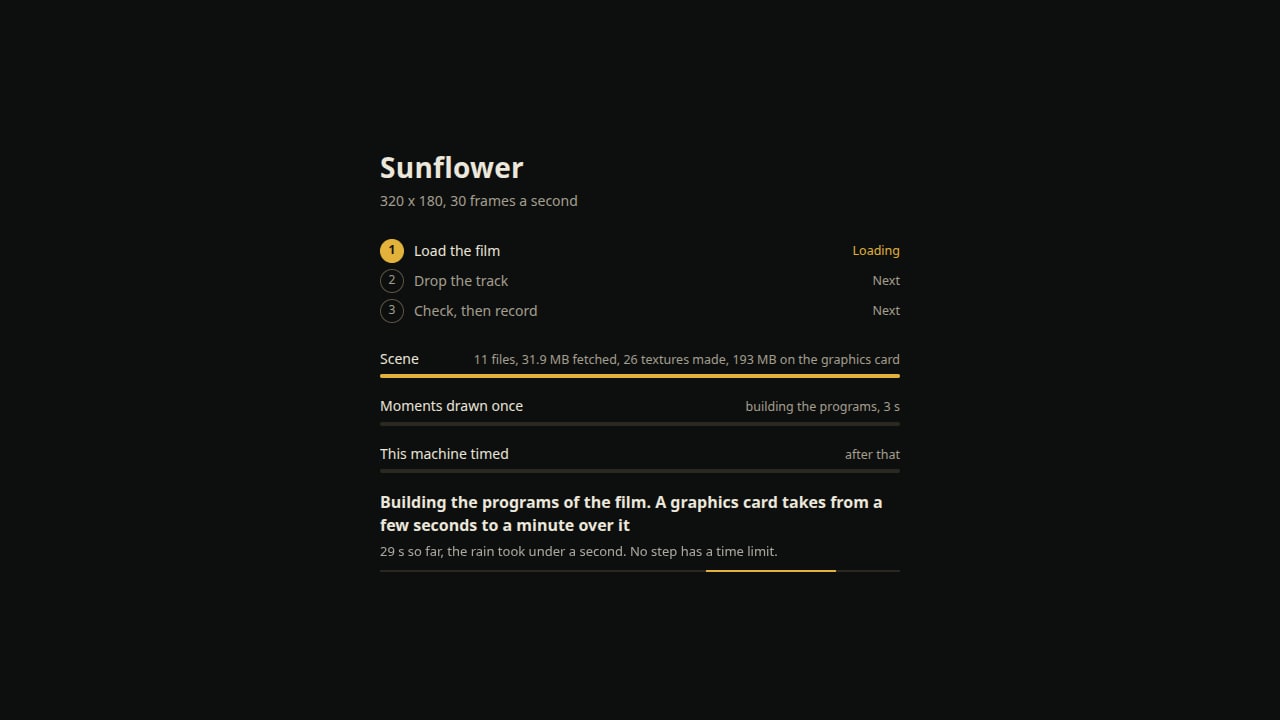 Sunflower
320 x 180, 30 frames a second
1 Load the film Loading
2 Drop the track Next
3 Check, then record Next
Scene 11 files, 31.9 MB fetched, 26 textures made, 193 MB on the graphics card
Moments drawn once building the programs, 3 s
This machine timed after that
Building the programs of the film. A graphics card takes from a
few seconds to a minute over it
29 s so far, the rain took under a second. No step has a time limit.